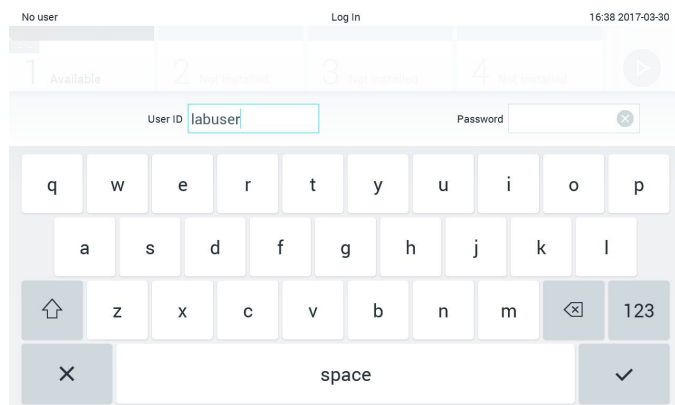 No user Log In 16:38 2017-03-30
1 Available 2 Not installed 3 Not installed 4 Not installed
User ID labuser Password
q w e r t y u i o p
a s d f g h j k l
z x c v b n m 123
space